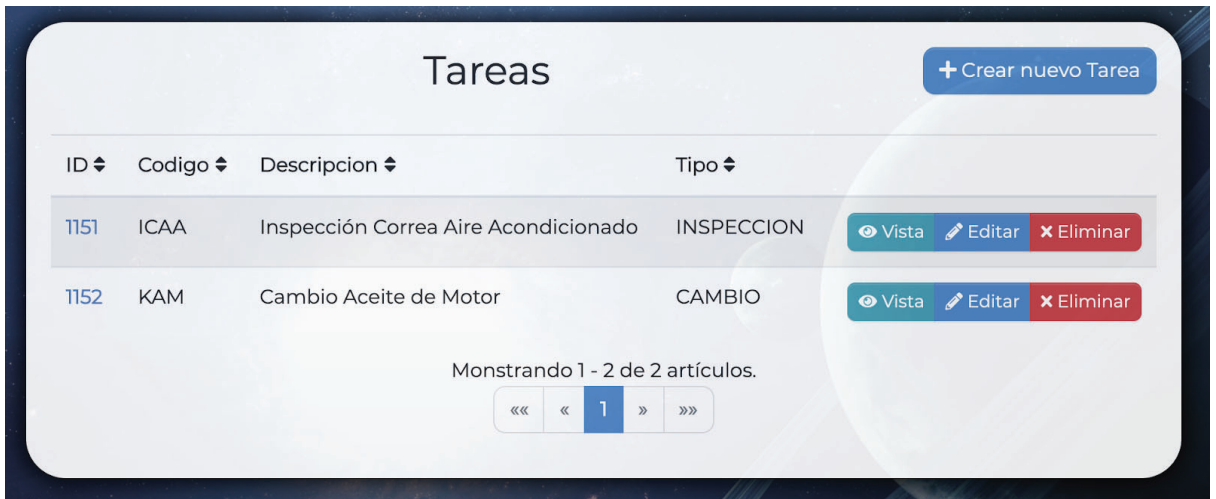 Tareas
+ Crear nuevo Tarea
ID Codigo Descripcion Tipo
1151 ICAA Inspección Correa Aire Acondicionado INSPECCION Vista Editar Eliminar
1152 KAM Cambio Aceite de Motor CAMBIO Vista Editar Eliminar
Monstrando 1 - 2 de 2 artículos.
«« « 1 » »»